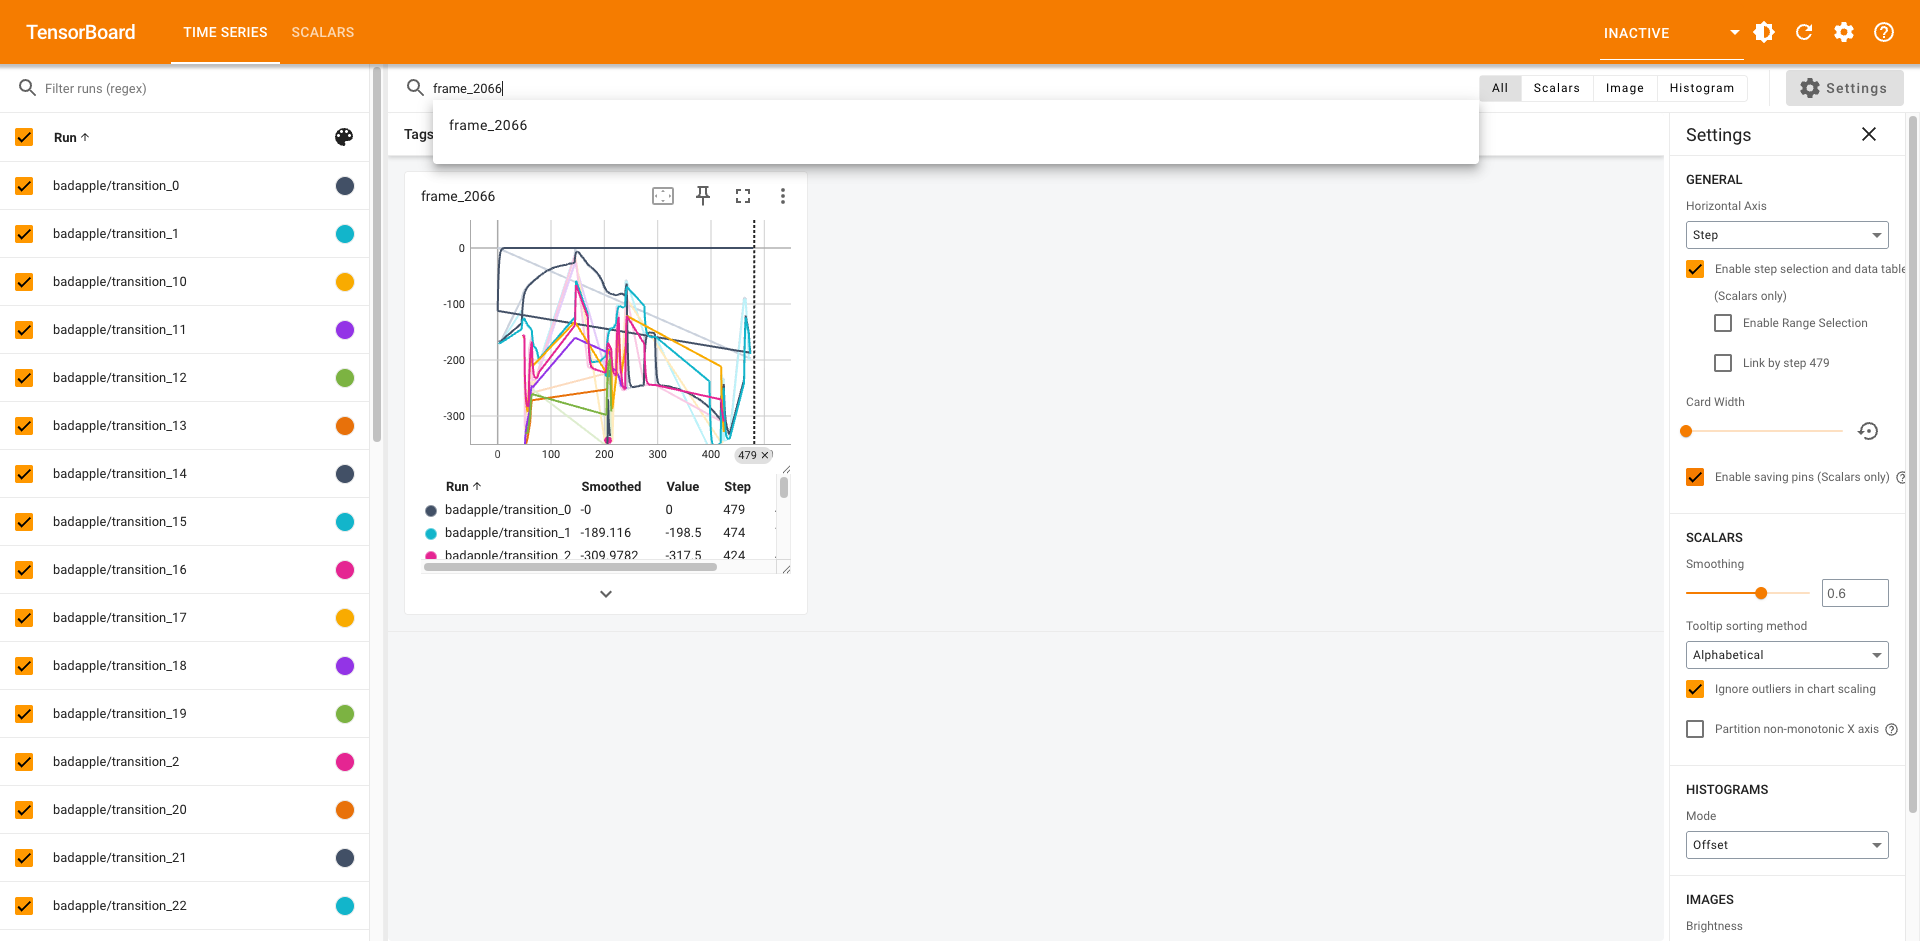 TensorBoard
TIME SERIES
SCALARS
INACTIVE
Filter runs (regex)
frame_2066
All
Scalars
Image
Histogram
Settings
frame_2066
Run ↑
Tags
badapple/transition_0
badapple/transition_1
badapple/transition_10
badapple/transition_11
badapple/transition_12
badapple/transition_13
badapple/transition_14
badapple/transition_15
badapple/transition_16
badapple/transition_17
badapple/transition_18
badapple/transition_19
badapple/transition_2
badapple/transition_20
badapple/transition_21
badapple/transition_22
frame_2066
0
-100
-200
-300
0 100 200 300 400 479 ×
Run ↑ Smoothed Value Step
badapple/transition_0 -0 0 479
badapple/transition_1 -189.116 -198.5 474
badapple/transition_2 -309.9782 -317.5 424
Settings
GENERAL
Horizontal Axis
Step
Enable step selection and data table
(Scalars only)
Enable Range Selection
Link by step 479
Card Width
Enable saving pins (Scalars only)
SCALARS
Smoothing
0.6
Tooltip sorting method
Alphabetical
Ignore outliers in chart scaling
Partition non-monotonic X axis
HISTOGRAMS
Mode
Offset
IMAGES
Brightness